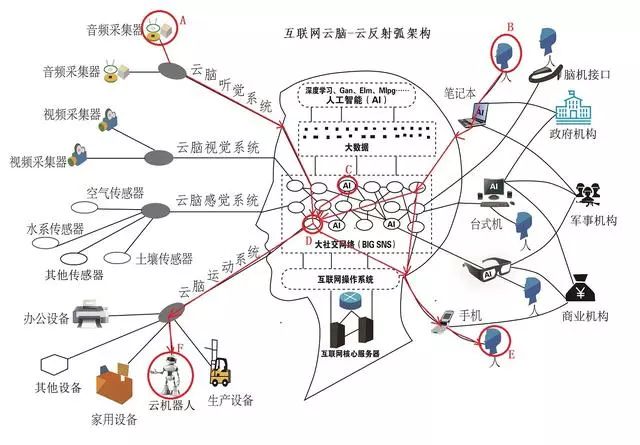 互联网云脑-云反射弧架构
A
音频采集器
音频采集器
云脑听觉系统
视频采集器
视频采集器
云脑视觉系统
空气传感器
水系传感器
其他传感器
土壤传感器
云脑感觉系统
云脑运动系统
办公设备
其他设备
家用设备
F
云机器人
生产设备
深度学习、Gan、Elm、Mlpg……
人工智能（AI）
大数据
C
AI
AI
AI
D
大社交网络（BIG SNS）
互联网操作系统
互联网核心服务器
B
人
人
脑机接口
笔记本
AI
政府机构
AI
台式机
人
军事机构
AI
人
商业机构
手机
E
人